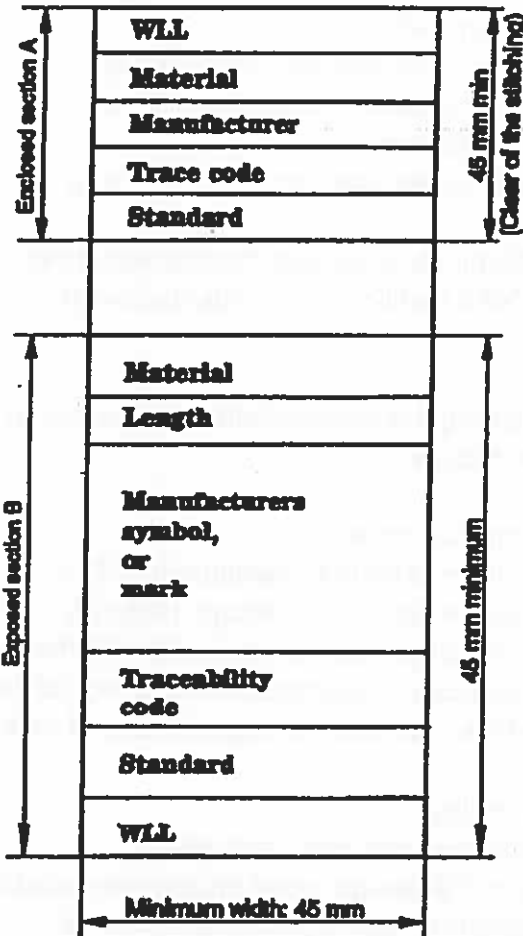 WLL
Material
Manufacturer
Trace code
Standard
Enclosed section A
45 mm min
(Clear of the stitching)
Material
Length
Manufacturers
symbol,
or
mark
Traceability
code
Standard
WLL
Exposed section B
45 mm minimum
Minimum width: 45 mm